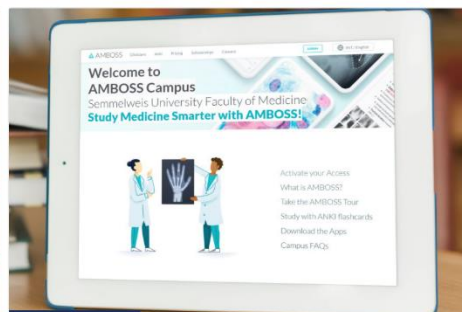 AMBOSS
Pricing
Welcome to
AMBOSS Campus
Semmelweis University Faculty of Medicine
Study Medicine Smarter with AMBOSS!
Activate your Access
What is AMBOSS?
Take the AMBOSS Tour
Study with ANKI flashcards
Download the Apps
Campus FAQs